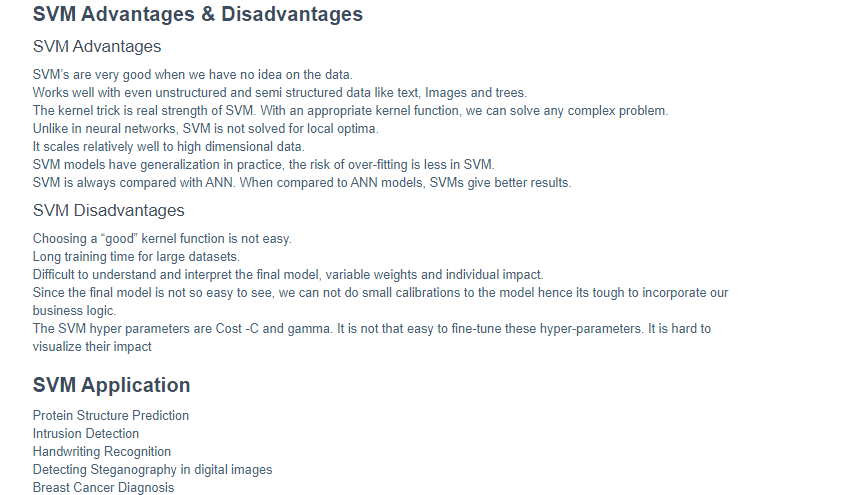 SVM Advantages & Disadvantages
SVM Advantages
SVM's are very good when we have no idea on the data.
Works well with even unstructured and semi structured data like text, Images and trees.
The kernel trick is real strength of SVM. With an appropriate kernel function, we can solve any complex problem.
Unlike in neural networks, SVM is not solved for local optima.
It scales relatively well to high dimensional data.
SVM models have generalization in practice, the risk of over-fitting is less in SVM.
SVM is always compared with ANN. When compared to ANN models, SVMs give better results.
SVM Disadvantages
Choosing a “good” kernel function is not easy.
Long training time for large datasets.
Difficult to understand and interpret the final model, variable weights and individual impact.
Since the final model is not so easy to see, we can not do small calibrations to the model hence its tough to incorporate our
business logic.
The SVM hyper parameters are Cost -C and gamma. It is not that easy to fine-tune these hyper-parameters. It is hard to
visualize their impact
SVM Application
Protein Structure Prediction
Intrusion Detection
Handwriting Recognition
Detecting Steganography in digital images
Breast Cancer Diagnosis